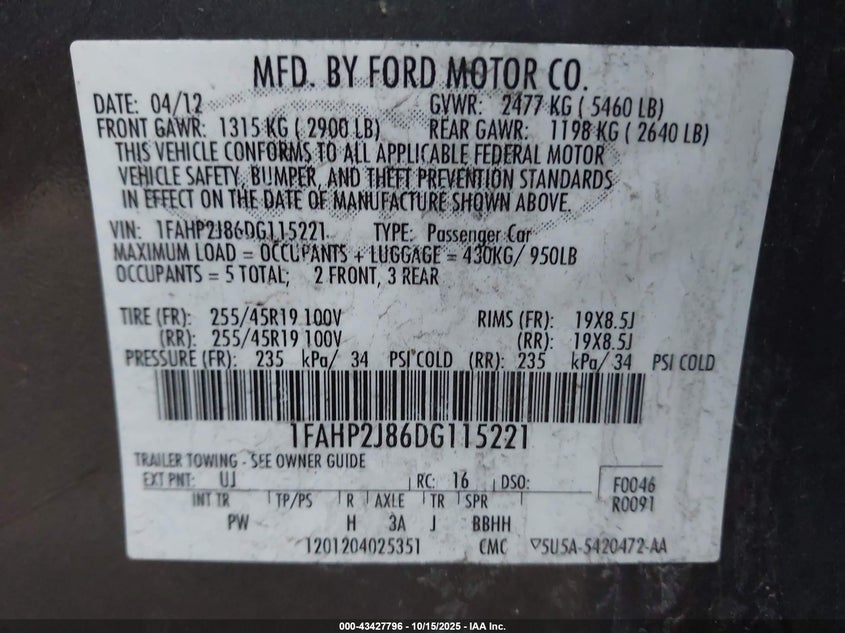 MFD. BY FORD MOTOR CO.
DATE: 04/12 GVWR: 2477 KG ( 5460 LB)
FRONT GAWR: 1315 KG ( 2900 LB) REAR GAWR: 1198 KG ( 2640 LB)
THIS VEHICLE CONFORMS TO ALL APPLICABLE FEDERAL MOTOR
VEHICLE SAFETY, BUMPER, AND THEFT PREVENTION STANDARDS
IN EFFECT ON THE DATE OF MANUFACTURE SHOWN ABOVE.
VIN: 1FAHP2J86DG115221 TYPE: Passenger Car
MAXIMUM LOAD = OCCUPANTS + LUGGAGE = 430KG/ 950LB
OCCUPANTS = 5 TOTAL; 2 FRONT, 3 REAR
TIRE (FR): 255/45R19 100V RIMS (FR): 19X8.5J
(RR): 255/45R19 100V (RR): 19X8.5J
PRESSURE (FR): 235 kPa/ 34 PSI COLD (RR): 235 kPa/ 34 PSI COLD
1FAHP2J86DG115221
TRAILER TOWING - SEE OWNER GUIDE
EXT PNT: UJ RC: 16 DSO: F0046
INT TR TP/PS R AXLE TR SPR R0091
PW H 3A J BBHH
1201204025351 CMC ▽5U5A-5420472-AA
000-43427796 - 10/15/2025 - IAA Inc.